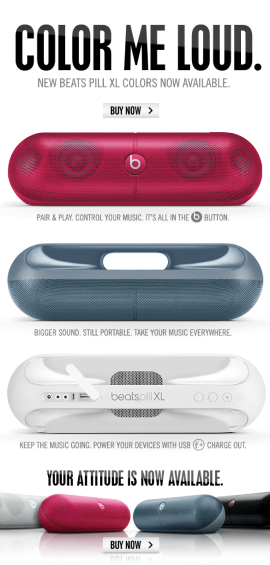 COLOR ME LOUD.
NEW BEATS PILL XL COLORS NOW AVAILABLE.
BUY NOW >
PAIR & PLAY. CONTROL YOUR MUSIC. IT'S ALL IN THE b BUTTON.
BIGGER SOUND. STILL PORTABLE. TAKE YOUR MUSIC EVERYWHERE.
beatspillXL
KEEP THE MUSIC GOING. POWER YOUR DEVICES WITH USB CHARGE OUT.
YOUR ATTITUDE IS NOW AVAILABLE.
BUY NOW >